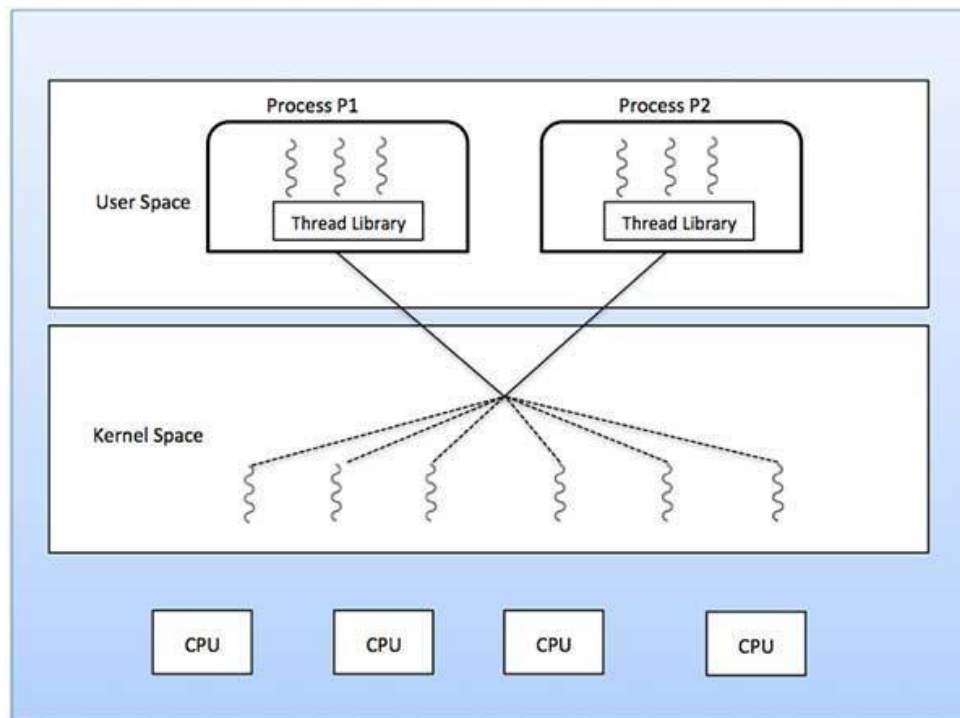 Process P1
Process P2
User Space
Thread Library
Thread Library
Kernel Space
CPU
CPU
CPU
CPU